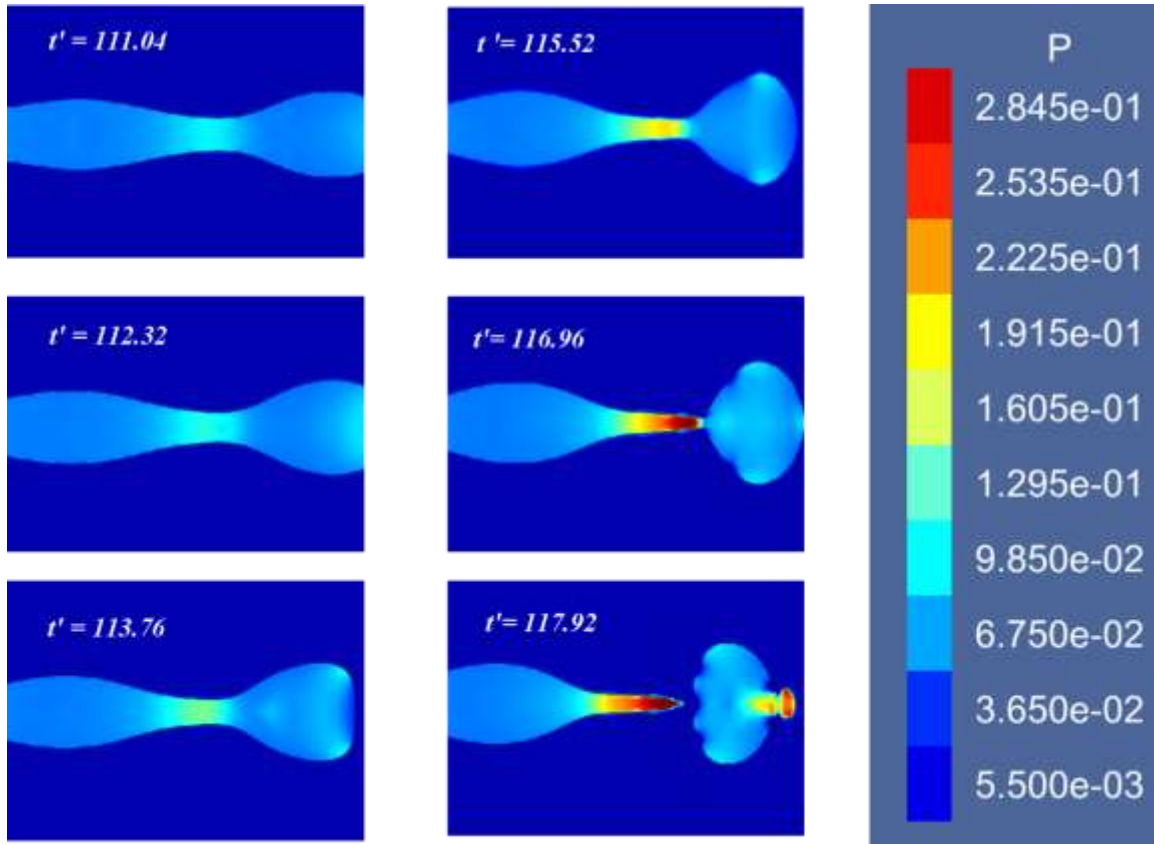 t' = 111.04
t '= 115.52
t' = 112.32
t'= 116.96
t' = 113.76
t'= 117.92
P
2.845e-01
2.535e-01
2.225e-01
1.915e-01
1.605e-01
1.295e-01
9.850e-02
6.750e-02
3.650e-02
5.500e-03